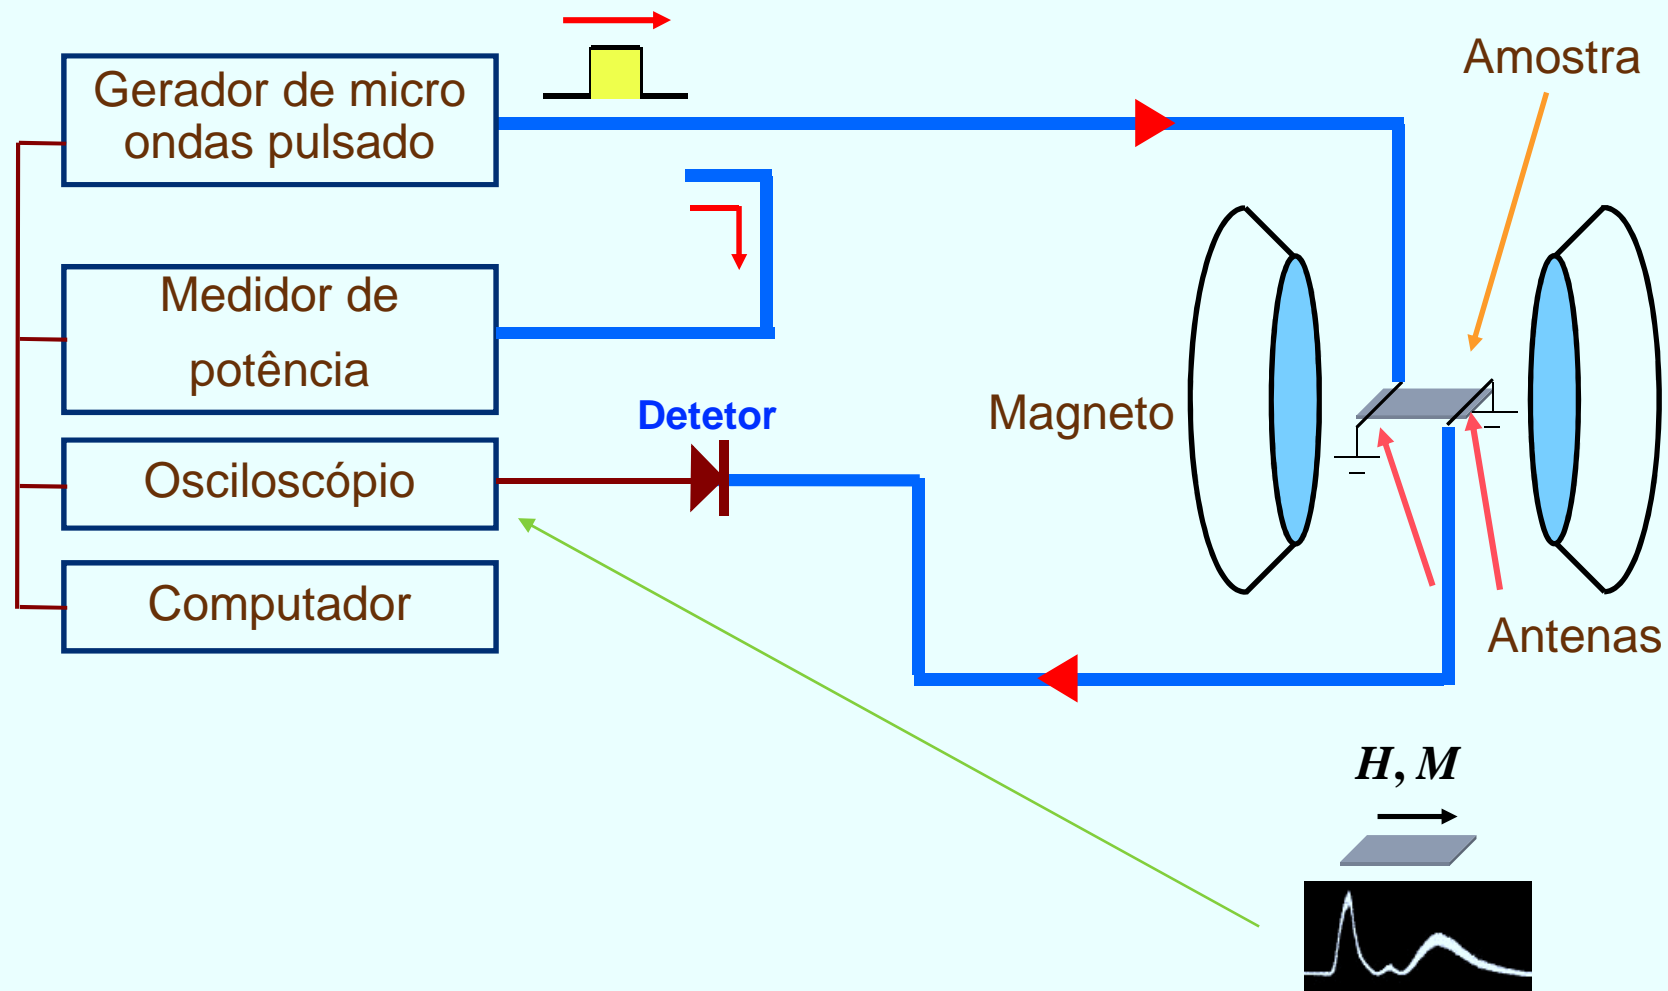 Gerador de micro
ondas pulsado
Amostra
Medidor de
potência
Detetor
Magneto
Osciloscópio
Computador
Antenas
H, M